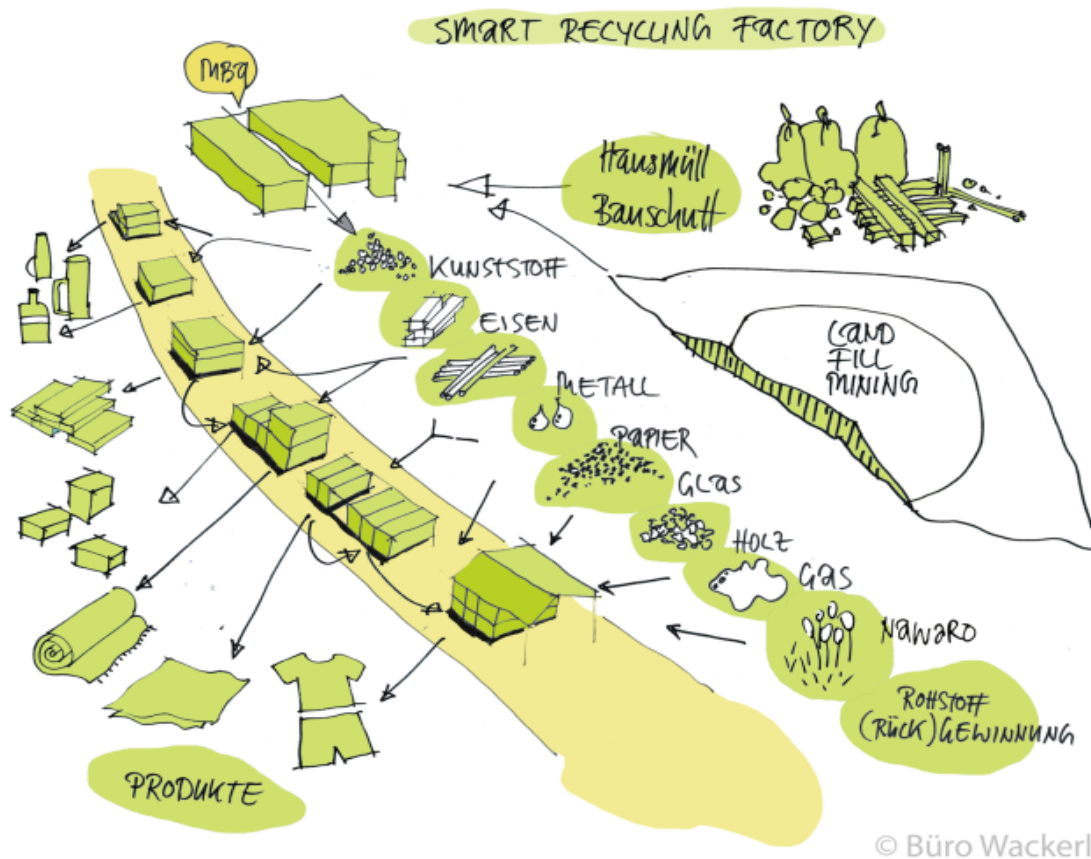 SMART RECYCLING FACTORY
MBA
Hausmüll
Bauschutt
KUNSTSTOFF
EISEN
METALL
PAPIER
GLAS
HOLZ
GAS
NAWARO
ROHSTOFF
(RÜCK)GEWINNUNG
LAND
FILL
MINING
PRODUKTE
© Büro Wackerl